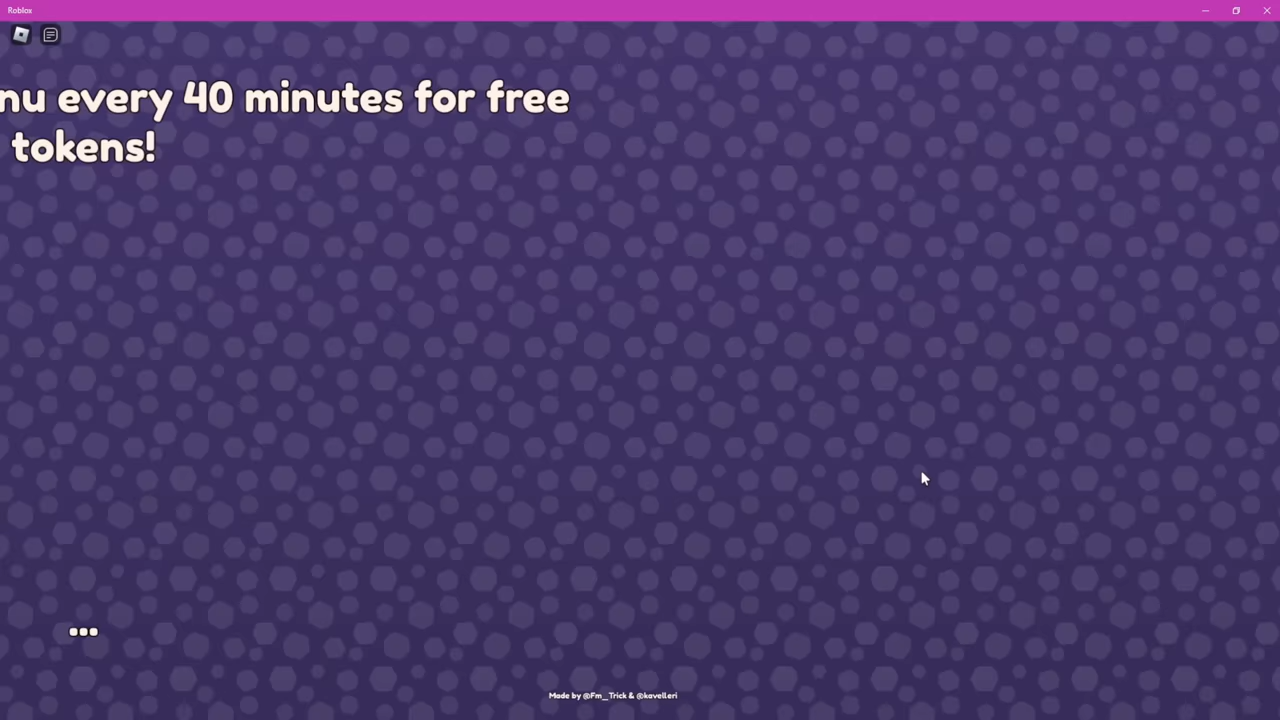 Roblox
nu every 40 minutes for free
tokens!
...
Made by @Fm_Trick & @kavelleri